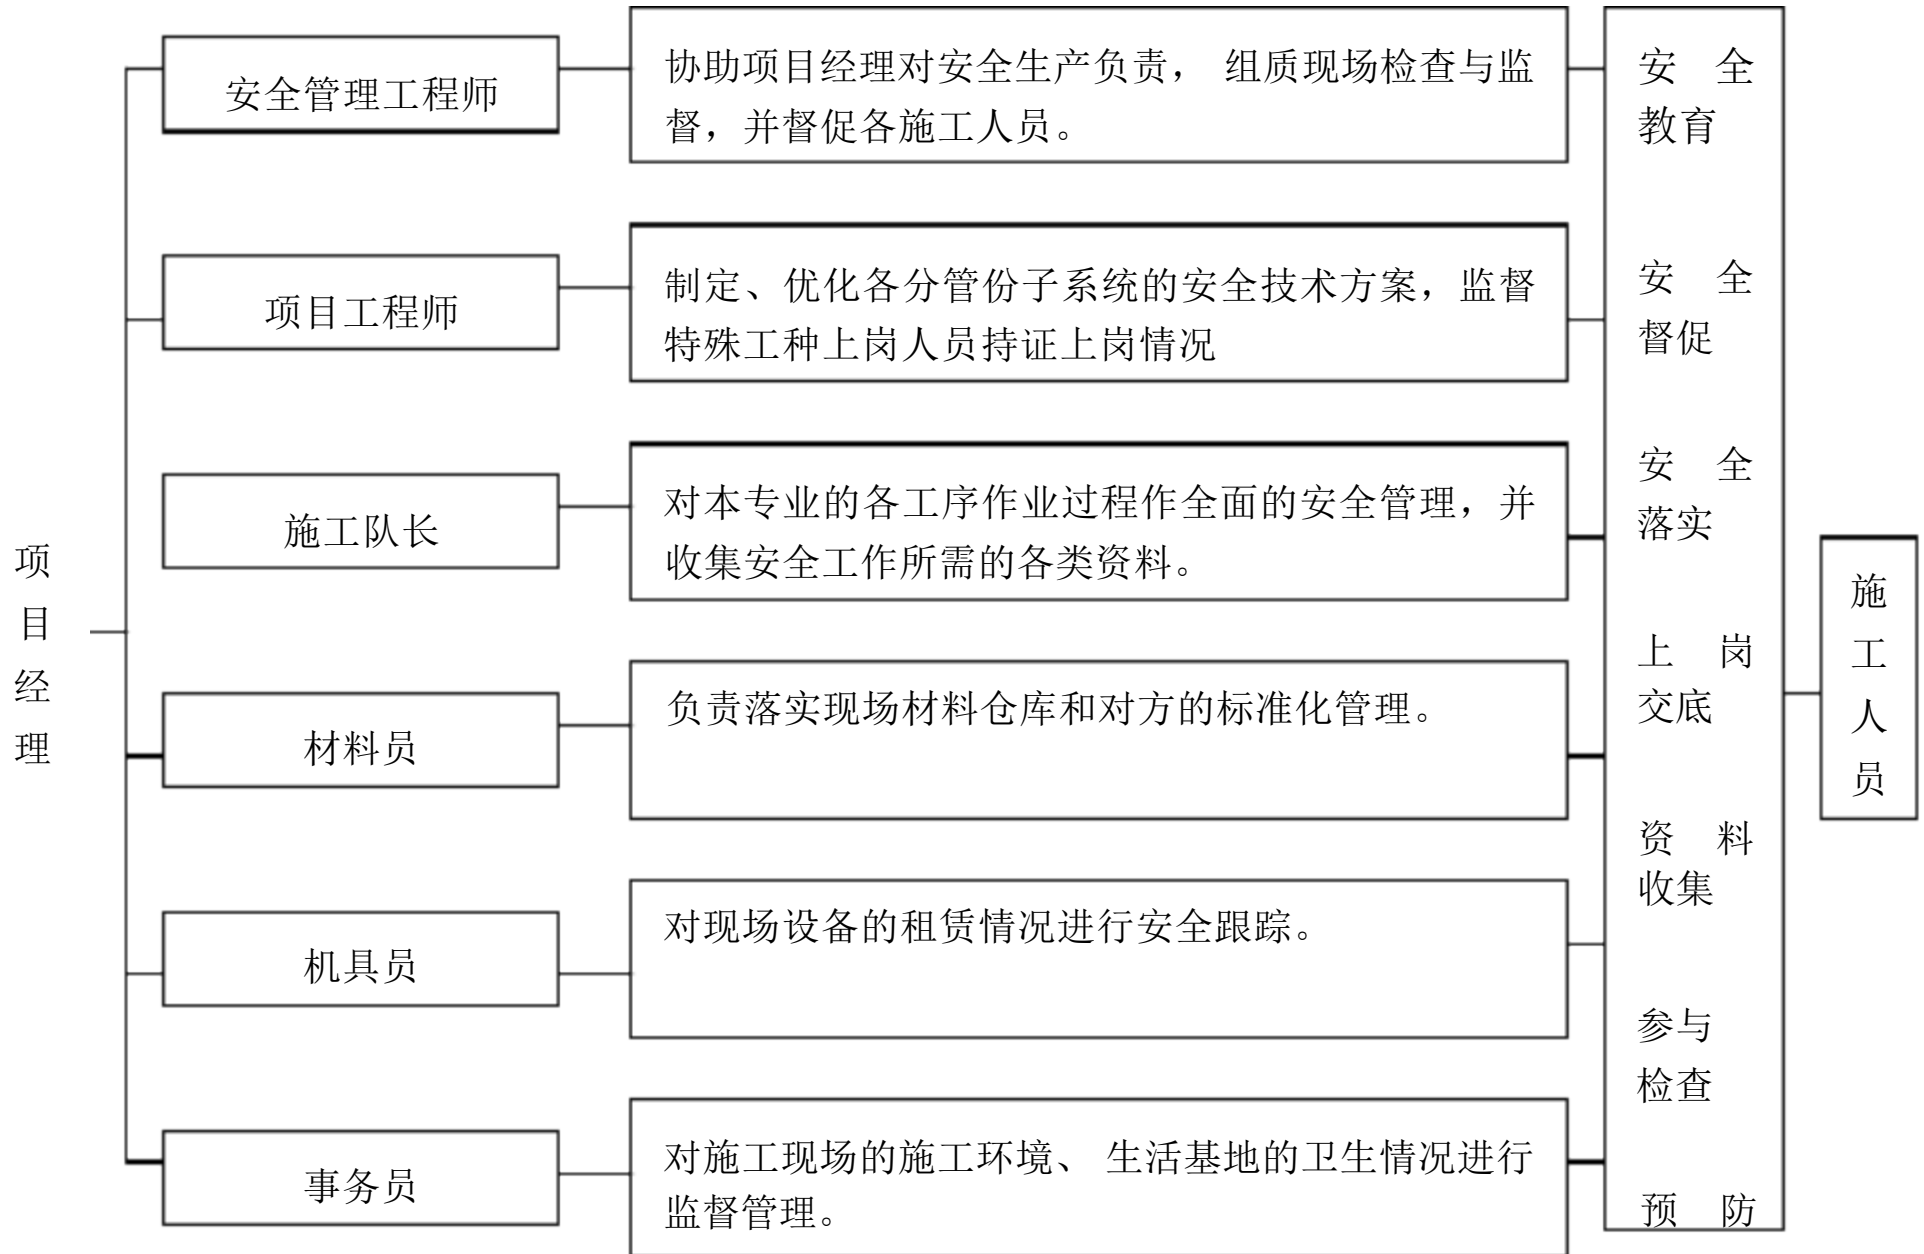 项
目
经
理
安全管理工程师
协助项目经理对安全生产负责， 组质现场检查与监
督，并督促各施工人员。
项目工程师
制定、优化各分管份子系统的安全技术方案，监督
特殊工种上岗人员持证上岗情况
施工队长
对本专业的各工序作业过程作全面的安全管理，并
收集安全工作所需的各类资料。
材料员
负责落实现场材料仓库和对方的标准化管理。
机具员
对现场设备的租赁情况进行安全跟踪。
事务员
对施工现场的施工环境、 生活基地的卫生情况进行
监督管理。
安 全
教育
安 全
督促
安 全
落实
上 岗
交底
资 料
收集
参与
检查
预 防
施
工
人
员